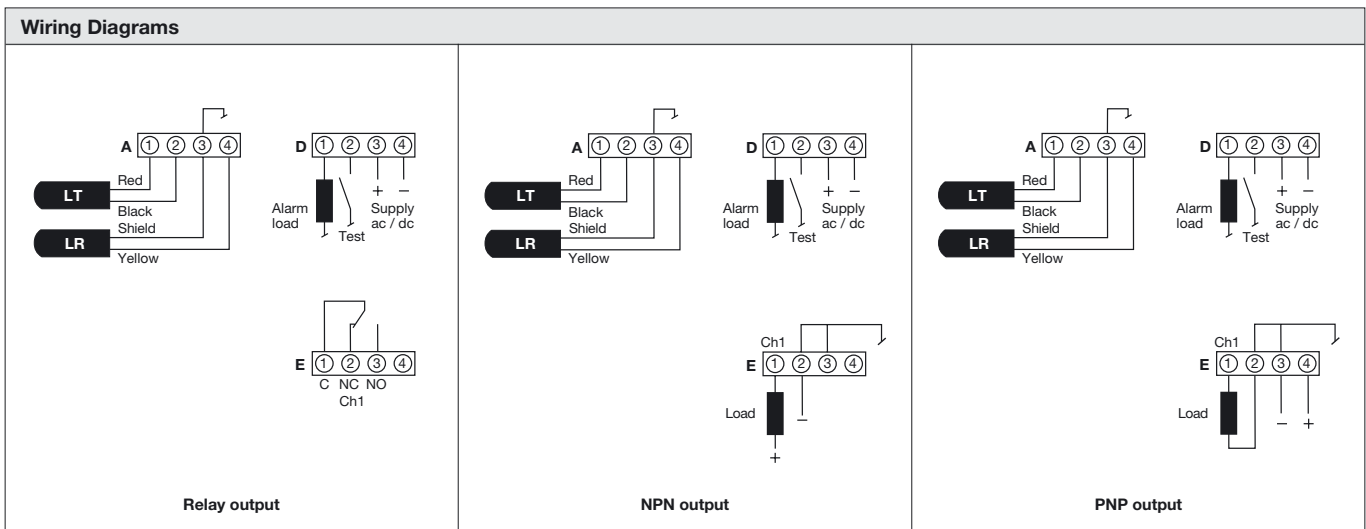 Wiring Diagrams
A 1 2 3 4
D 1 2 3 4
Red
LT
Black
Alarm load
Test
+ −
Supply ac / dc
Shield
LR
Yellow
E 1 2 3 4
C NC NO
Ch1
Relay output
A 1 2 3 4
D 1 2 3 4
Red
LT
Black
Alarm load
Test
+ −
Supply ac / dc
Shield
LR
Yellow
Ch1
E 1 2 3 4
Load
−
+
NPN output
A 1 2 3 4
D 1 2 3 4
Red
LT
Black
Alarm load
Test
+ −
Supply ac / dc
Shield
LR
Yellow
Ch1
E 1 2 3 4
Load
− +
PNP output